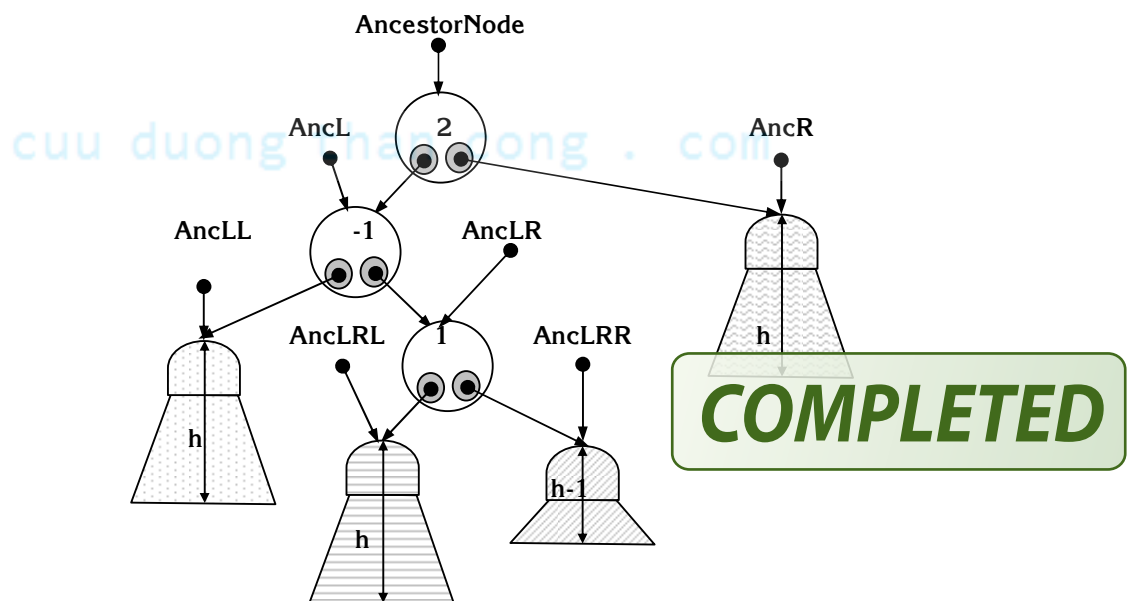 AncestorNode
AncL
2
AncR
cuu duong than cong . com
AncLL
-1
AncLR
AncLRL
1
AncLRR
h
COMPLETED
h
h-1
h